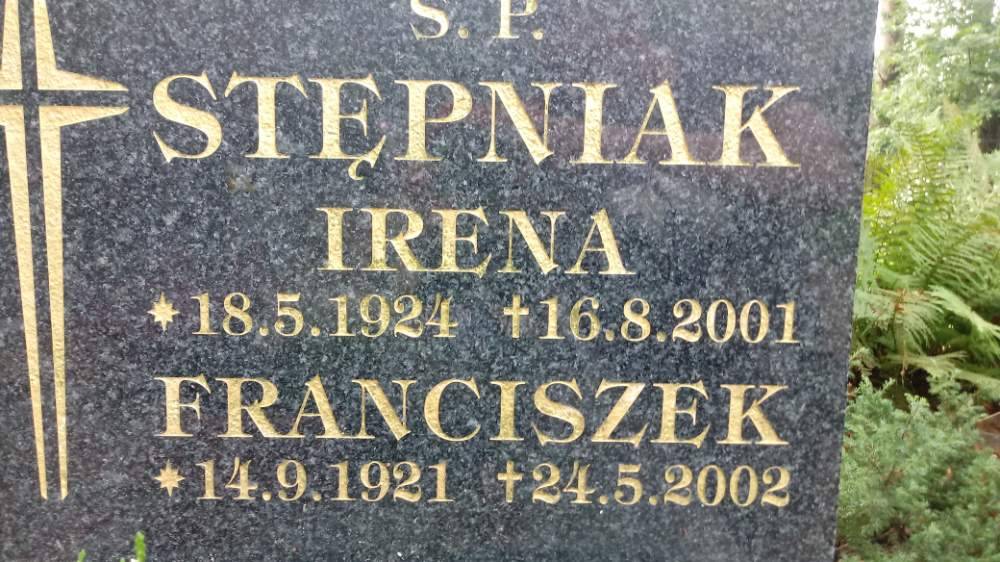 Ś. P.
STĘPNIAK
IRENA
* 18.5.1924 † 16.8.2001
FRANCISZEK
* 14.9.1921 † 24.5.2002